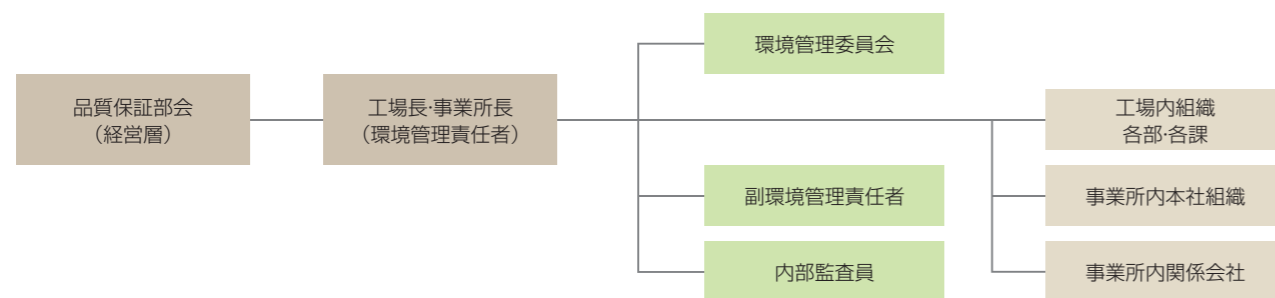 環境管理委員会
品質保証部会
（経営層）
工場長・事業所長
（環境管理責任者）
工場内組織
各部・各課
副環境管理責任者
事業所内本社組織
内部監査員
事業所内関係会社